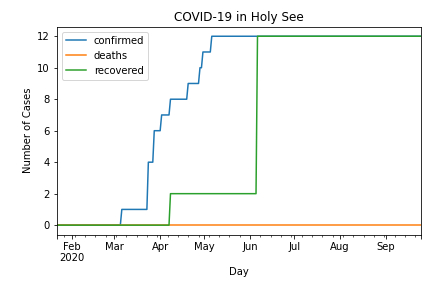 COVID-19 in Holy See
confirmed
deaths
recovered
Number of Cases
12
10
8
6
4
2
0
Feb Mar Apr May Jun Jul Aug Sep
2020
Day